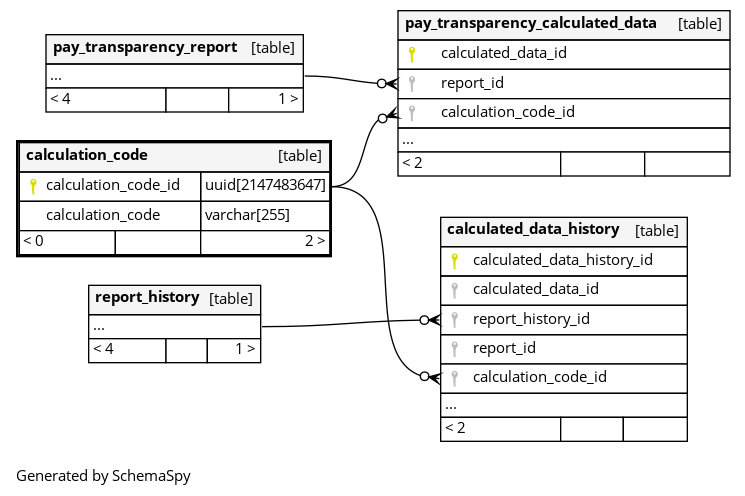 pay_transparency_report [table]
...
< 4 1 >
pay_transparency_calculated_data [table]
calculated_data_id
report_id
calculation_code_id
...
< 2
calculation_code [table]
calculation_code_id uuid[2147483647]
calculation_code varchar[255]
< 0 2 >
calculated_data_history [table]
calculated_data_history_id
calculated_data_id
report_history_id
report_id
calculation_code_id
...
< 2
report_history [table]
...
< 4 1 >
Generated by SchemaSpy